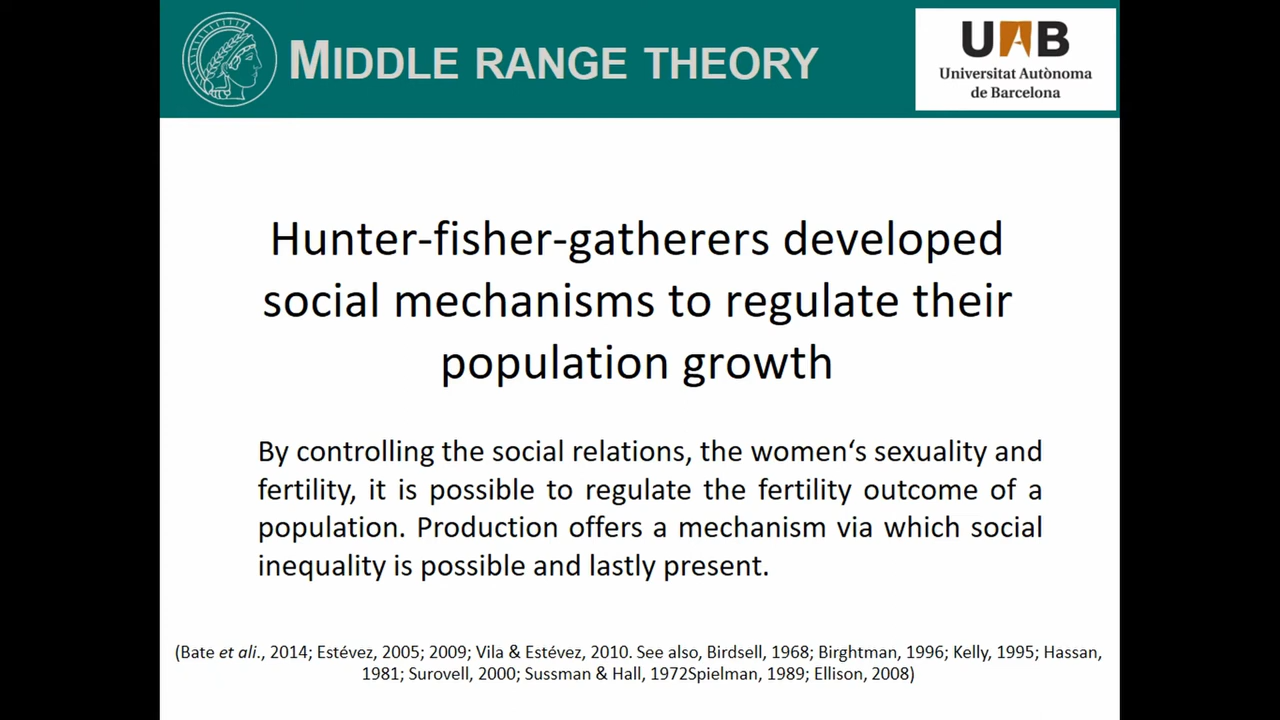 MIDDLE RANGE THEORY
UAB
Universitat Autònoma
de Barcelona
Hunter-fisher-gatherers developed
social mechanisms to regulate their
population growth
By controlling the social relations, the women‘s sexuality and
fertility, it is possible to regulate the fertility outcome of a
population. Production offers a mechanism via which social
inequality is possible and lastly present.
(Bate et ali., 2014; Estévez, 2005; 2009; Vila & Estévez, 2010. See also, Birdsell, 1968; Birghtman, 1996; Kelly, 1995; Hassan,
1981; Surovell, 2000; Sussman & Hall, 1972Spielman, 1989; Ellison, 2008)